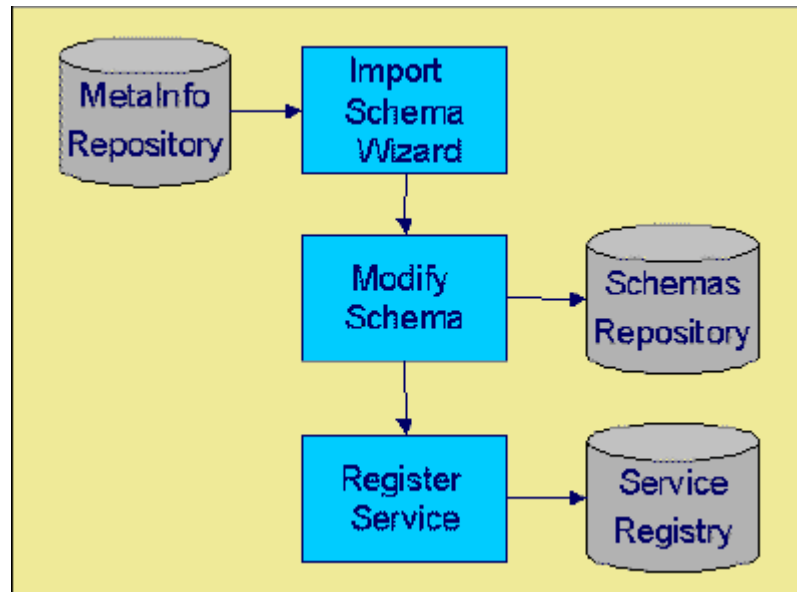 MetaInfo
Repository
Import
Schema
Wizard
Modify
Schema
Schemas
Repository
Register
Service
Service
Registry